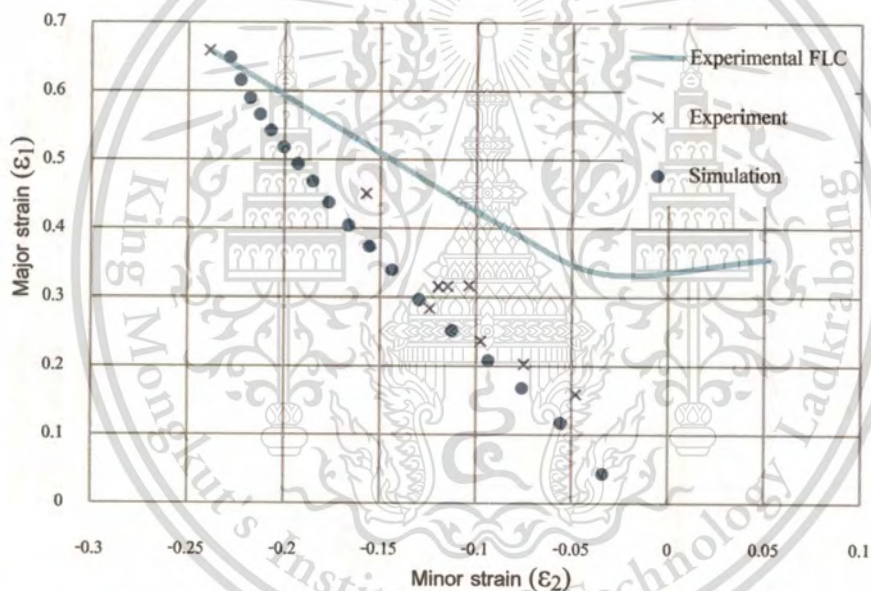 0.7
0.6
0.5
0.4
0.3
0.2
0.1
0
-0.3
-0.25
-0.2
-0.15
-0.1
-0.05
0
0.05
0.1
Major strain (ε1)
Minor strain (ε2)
Experimental FLC
Experiment
Simulation
King Mongkut's Institute of Technology Ladkrabang